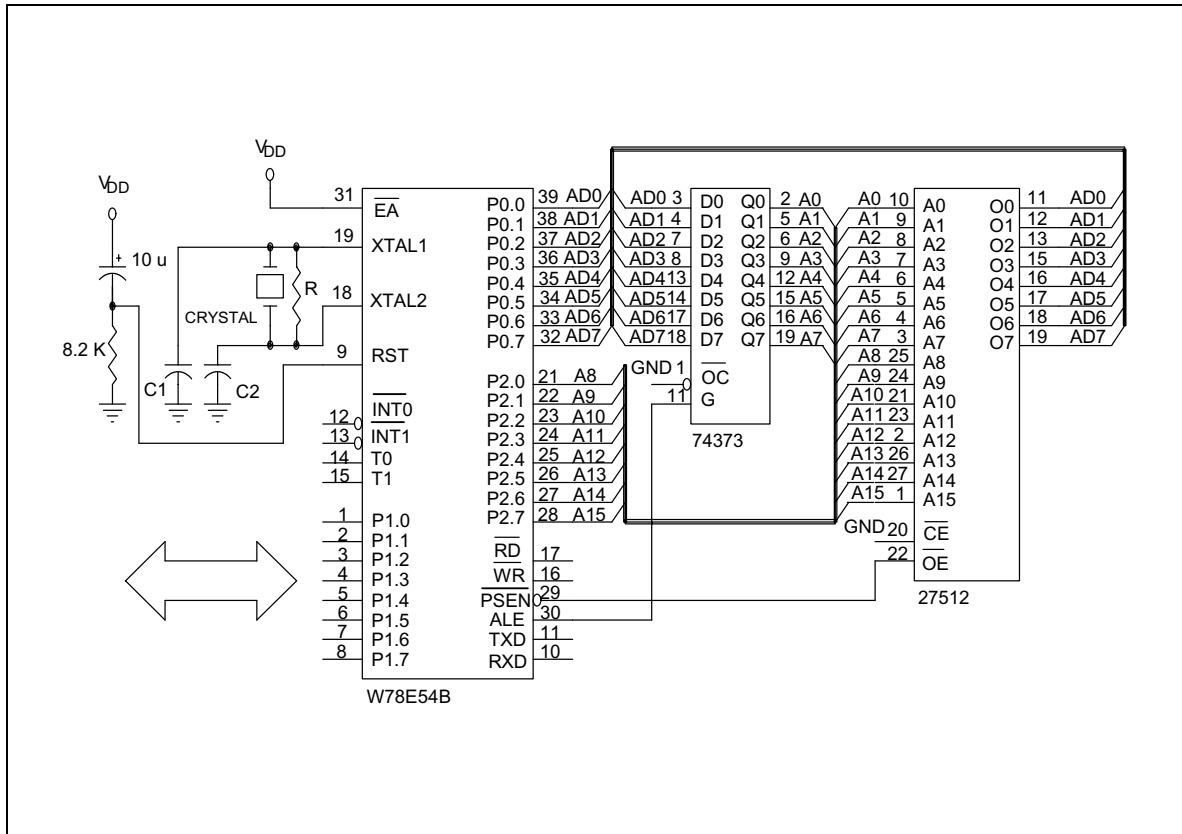 VDD
VDD
10 u
8.2 K
C1
C2
CRYSTAL
R
31 EA
19 XTAL1
18 XTAL2
9 RST
12 INT0
13 INT1
14 T0
15 T1
1 P1.0
2 P1.1
3 P1.2
4 P1.3
5 P1.4
6 P1.5
7 P1.6
8 P1.7
P0.0 39 AD0
P0.1 38 AD1
P0.2 37 AD2
P0.3 36 AD3
P0.4 35 AD4
P0.5 34 AD5
P0.6 33 AD6
P0.7 32 AD7
P2.0 21 A8
P2.1 22 A9
P2.2 23 A10
P2.3 24 A11
P2.4 25 A12
P2.5 26 A13
P2.6 27 A14
P2.7 28 A15
RD 17
WR 16
PSEN 29
ALE 30
TXD 11
RXD 10
W78E54B
AD0 3 D0 Q0 2 A0
AD1 4 D1 Q1 5 A1
AD2 7 D2 Q2 6 A2
AD3 8 D3 Q3 9 A3
AD4 13 D4 Q4 12 A4
AD5 14 D5 Q5 15 A5
AD6 17 D6 Q6 16 A6
AD7 18 D7 Q7 19 A7
GND 1 OC
11 G
74373
A0 10 A0 O0 11 AD0
A1 9 A1 O1 12 AD1
A2 8 A2 O2 13 AD2
A3 7 A3 O3 15 AD3
A4 6 A4 O4 16 AD4
A5 5 A5 O5 17 AD5
A6 4 A6 O6 18 AD6
A7 3 A7 O7 19 AD7
A8 25 A8
A9 24 A9
A10 21 A10
A11 23 A11
A12 2 A12
A13 26 A13
A14 27 A14
A15 1 A15
GND 20 CE
22 OE
27512